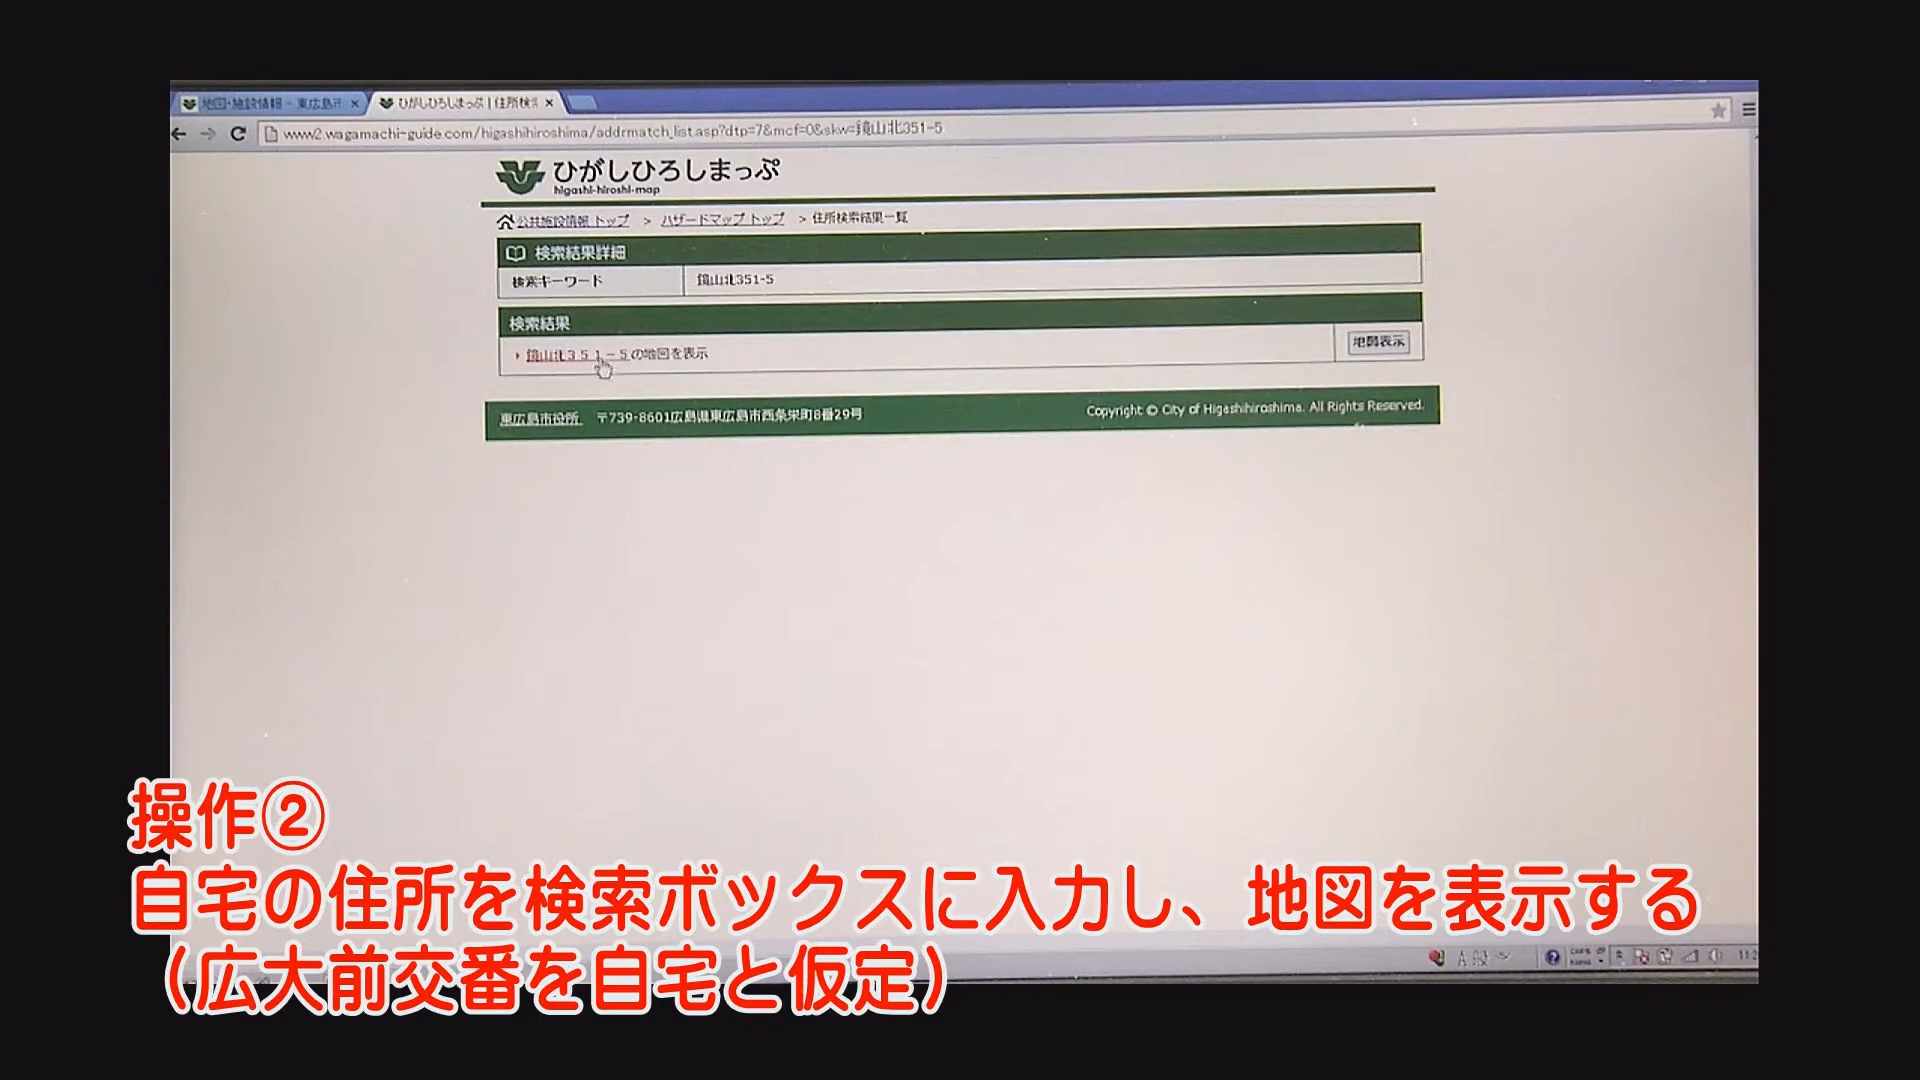 地図・施設情報 - 東広島市
ひがしひろしまっぷ | 住所検索
www2.wagamachi-guide.com/higashihiroshima/addrmatch_list.asp?dtp=7&mcf=0&skw=鏡山北351-5
ひがしひろしまっぷ
higashi-hiroshi-map
公共施設情報 トップ > ハザードマップ トップ > 住所検索結果一覧
検索結果詳細
検索キーワード 鏡山北351-5
検索結果
鏡山北351-5の地図を表示 地図表示
東広島市役所 〒739-8601広島県東広島市西条栄町8番29号 Copyright © City of Higashihiroshima. All Rights Reserved.
操作②
自宅の住所を検索ボックスに入力し、地図を表示する
（広大前交番を自宅と仮定）
A般